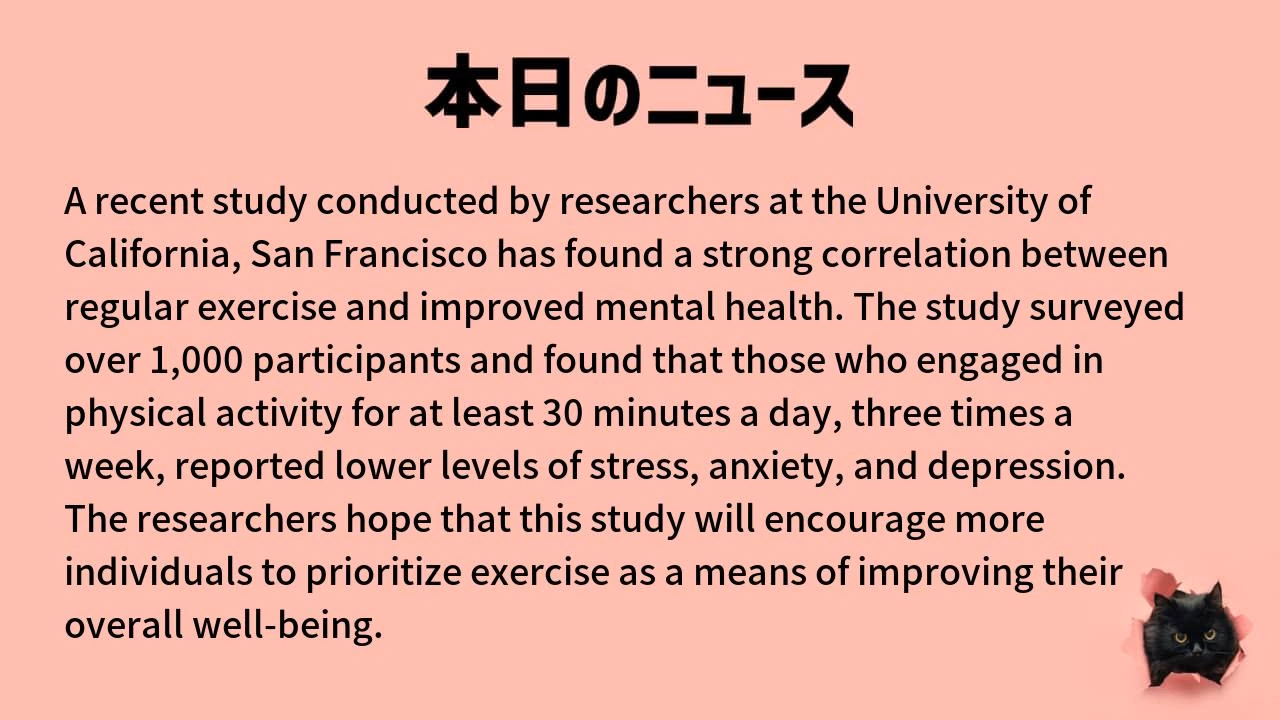 本日のニュース
A recent study conducted by researchers at the University of
California, San Francisco has found a strong correlation between
regular exercise and improved mental health. The study surveyed
over 1,000 participants and found that those who engaged in
physical activity for at least 30 minutes a day, three times a
week, reported lower levels of stress, anxiety, and depression.
The researchers hope that this study will encourage more
individuals to prioritize exercise as a means of improving their
overall well-being.